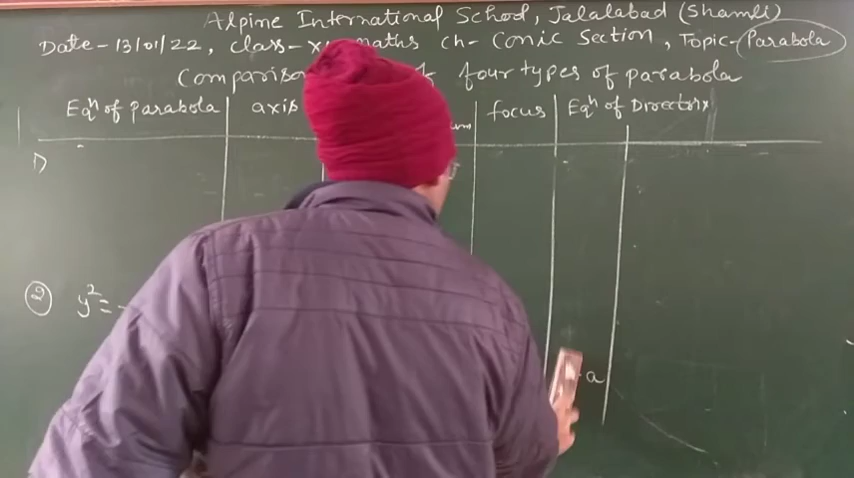 Alpine International School, Jalalabad (Shamli)
Date - 13/01/22, class - maths ch - Conic Section, Topic - Parabola
four types of parabola
Eqⁿ of Parabola axis focus Eqⁿ of Directrix
1)
② y² = -
a